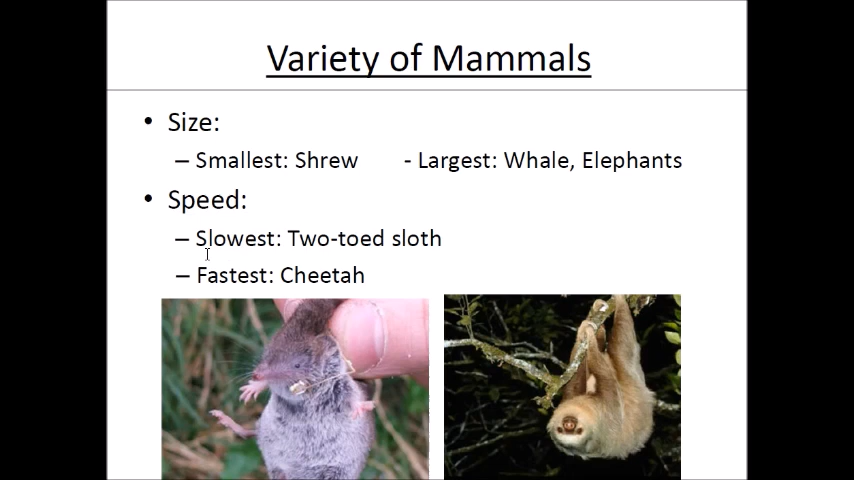 Variety of Mammals
• Size:
– Smallest: Shrew - Largest: Whale, Elephants
• Speed:
– Slowest: Two-toed sloth
– Fastest: Cheetah